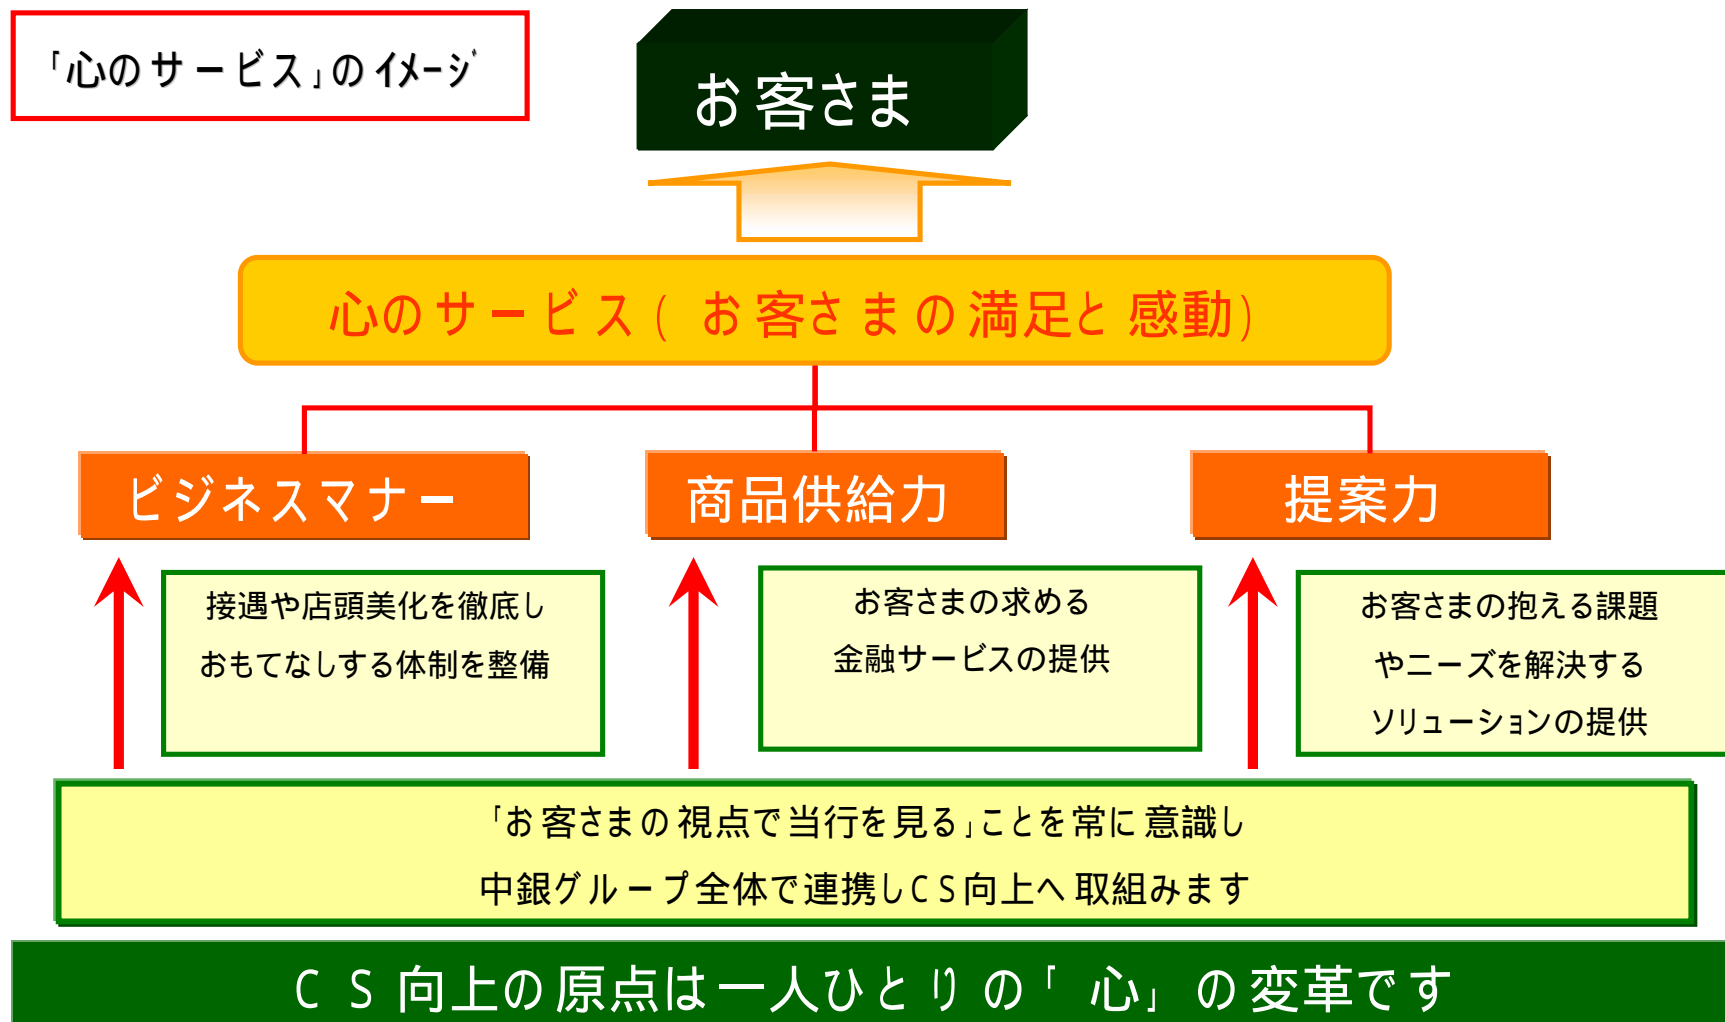 「心のサービス」のイメージ
お客さま
心のサービス(お客さまの満足と感動)
ビジネスマナー
商品供給力
提案力
接遇や店頭美化を徹底し
おもてなしする体制を整備
お客さまの求める
金融サービスの提供
お客さまの抱える課題
やニーズを解決する
ソリューションの提供
「お客さまの視点で当行を見る」ことを常に意識し
中銀グループ全体で連携しCS向上へ取組みます
CS向上の原点は一人ひとりの「心」の変革です